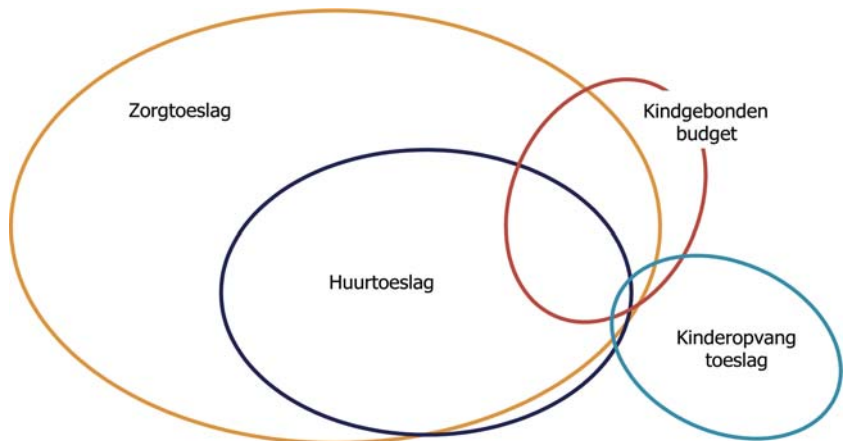 Zorgtoeslag
Kindgebonden
budget
Huurtoeslag
Kinderopvang
toeslag